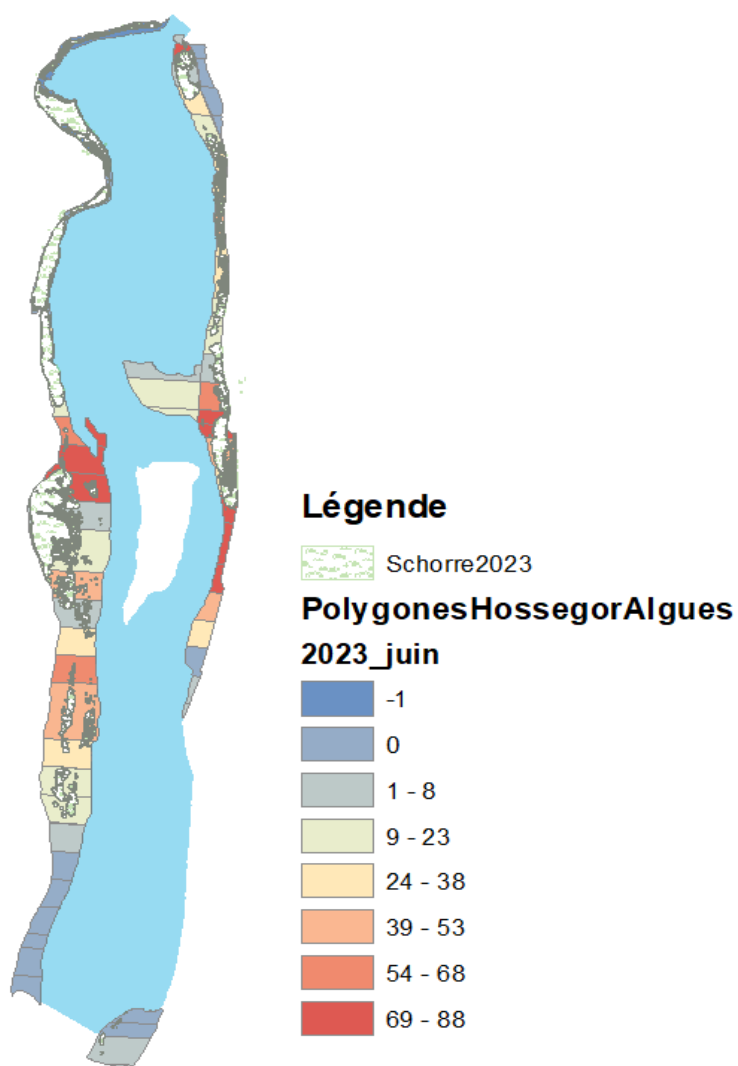 Légende
Schorre2023
PolygonesHossegorAlgues
2023_juin
-1
0
1 - 8
9 - 23
24 - 38
39 - 53
54 - 68
69 - 88